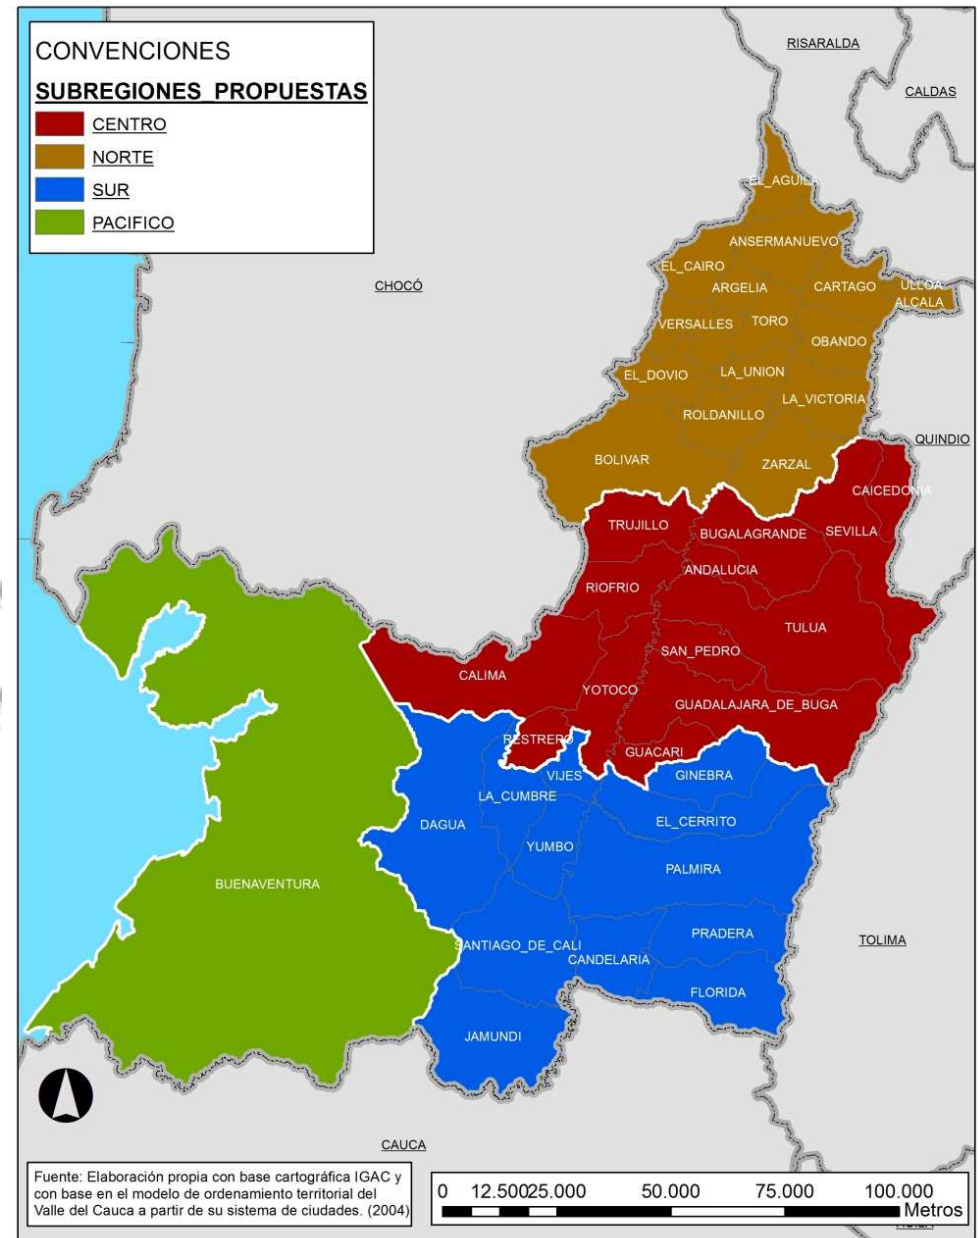 CONVENCIONES
SUBREGIONES_PROPUESTAS
CENTRO
NORTE
SUR
PACIFICO
RISARALDA
CALDAS
CHOCÓ
QUINDIO
TOLIMA
CAUCA
EL_AGUILA
ANSERMANUEVO
EL_CAIRO
ARGELIA
CARTAGO
ULLOA
ALCALA
VERSALLES
TORO
OBANDO
EL_DOVIO
LA_UNION
LA_VICTORIA
ROLDANILLO
BOLIVAR
ZARZAL
CAICEDONIA
TRUJILLO
BUGALAGRANDE
SEVILLA
ANDALUCIA
RIOFRIO
TULUA
SAN_PEDRO
CALIMA
YOTOCO
GUADALAJARA_DE_BUGA
RESTRERO
GUACARI
GINEBRA
VIJES
LA_CUMBRE
DAGUA
EL_CERRITO
YUMBO
PALMIRA
BUENAVENTURA
PRADERA
SANTIAGO_DE_CALI
CANDELARIA
FLORIDA
JAMUNDI
Fuente: Elaboración propia con base cartográfica IGAC y
con base en el modelo de ordenamiento territorial del
Valle del Cauca a partir de su sistema de ciudades. (2004)
0 12.500 25.000 50.000 75.000 100.000
Metros